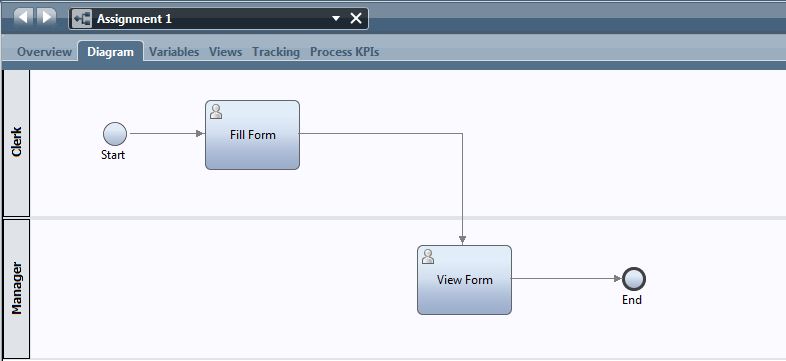 Assignment 1
Overview Diagram Variables Views Tracking Process KPIs
Clerk
Start
Fill Form
Manager
View Form
End